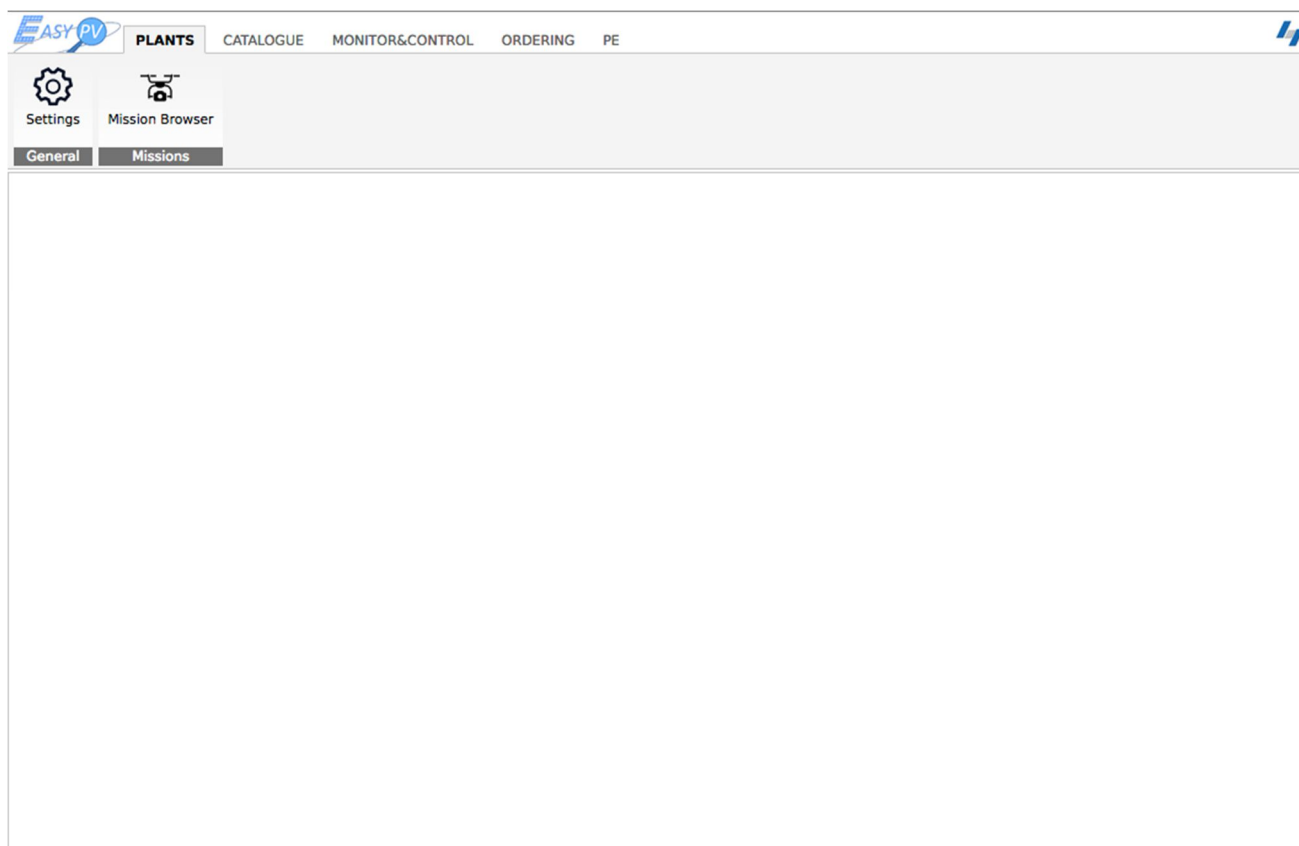 EASY PV PLANTS CATALOGUE MONITOR&CONTROL ORDERING PE
Settings Mission Browser
General Missions